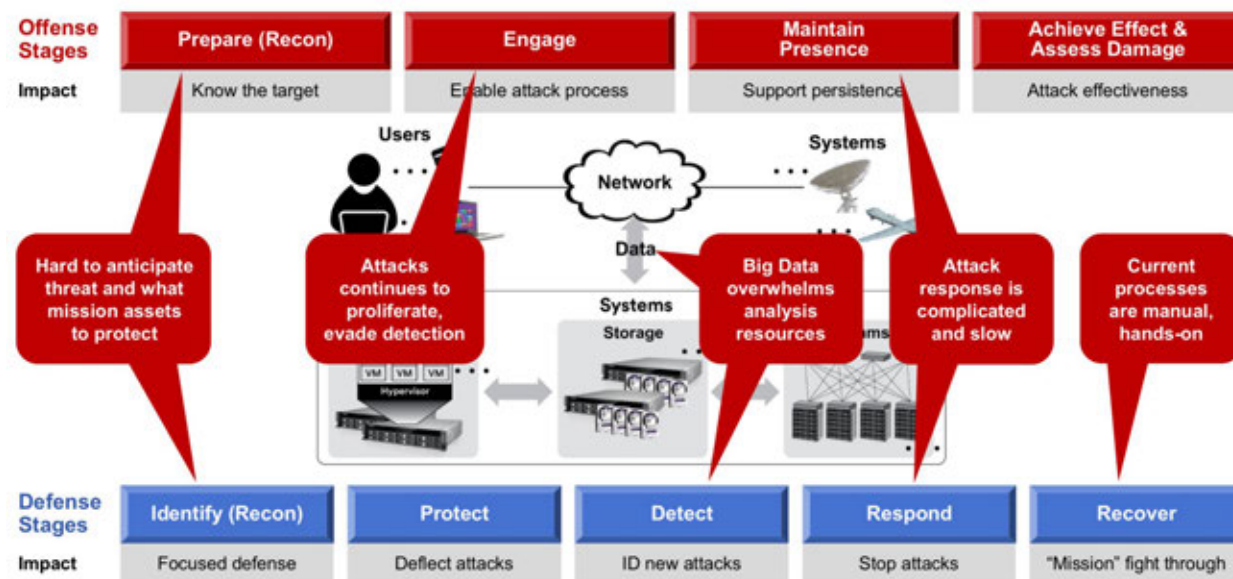 Offense
Stages
Prepare (Recon)
Engage
Maintain
Presence
Achieve Effect &
Assess Damage
Impact
Know the target
Enable attack process
Support persistence
Attack effectiveness
Users
Network
Systems
Data
Hard to anticipate
threat and what
mission assets
to protect
Attacks
continues to
proliferate,
evade detection
Big Data
overwhelms
analysis
resources
Attack
response is
complicated
and slow
Current
processes
are manual,
hands-on
Systems
Storage
VM VM VM
Hypervisor
Defense
Stages
Identify (Recon)
Protect
Detect
Respond
Recover
Impact
Focused defense
Deflect attacks
ID new attacks
Stop attacks
“Mission” fight through